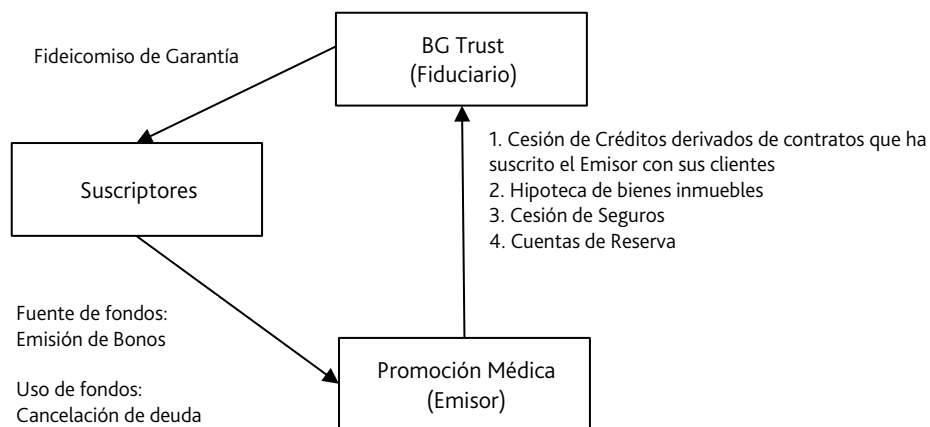 BG Trust
(Fiduciario)
Fideicomiso de Garantía
1. Cesión de Créditos derivados de contratos que ha
suscrito el Emisor con sus clientes
2. Hipoteca de bienes inmuebles
3. Cesión de Seguros
4. Cuentas de Reserva
Suscriptores
Fuente de fondos:
Emisión de Bonos
Uso de fondos:
Cancelación de deuda
Promoción Médica
(Emisor)